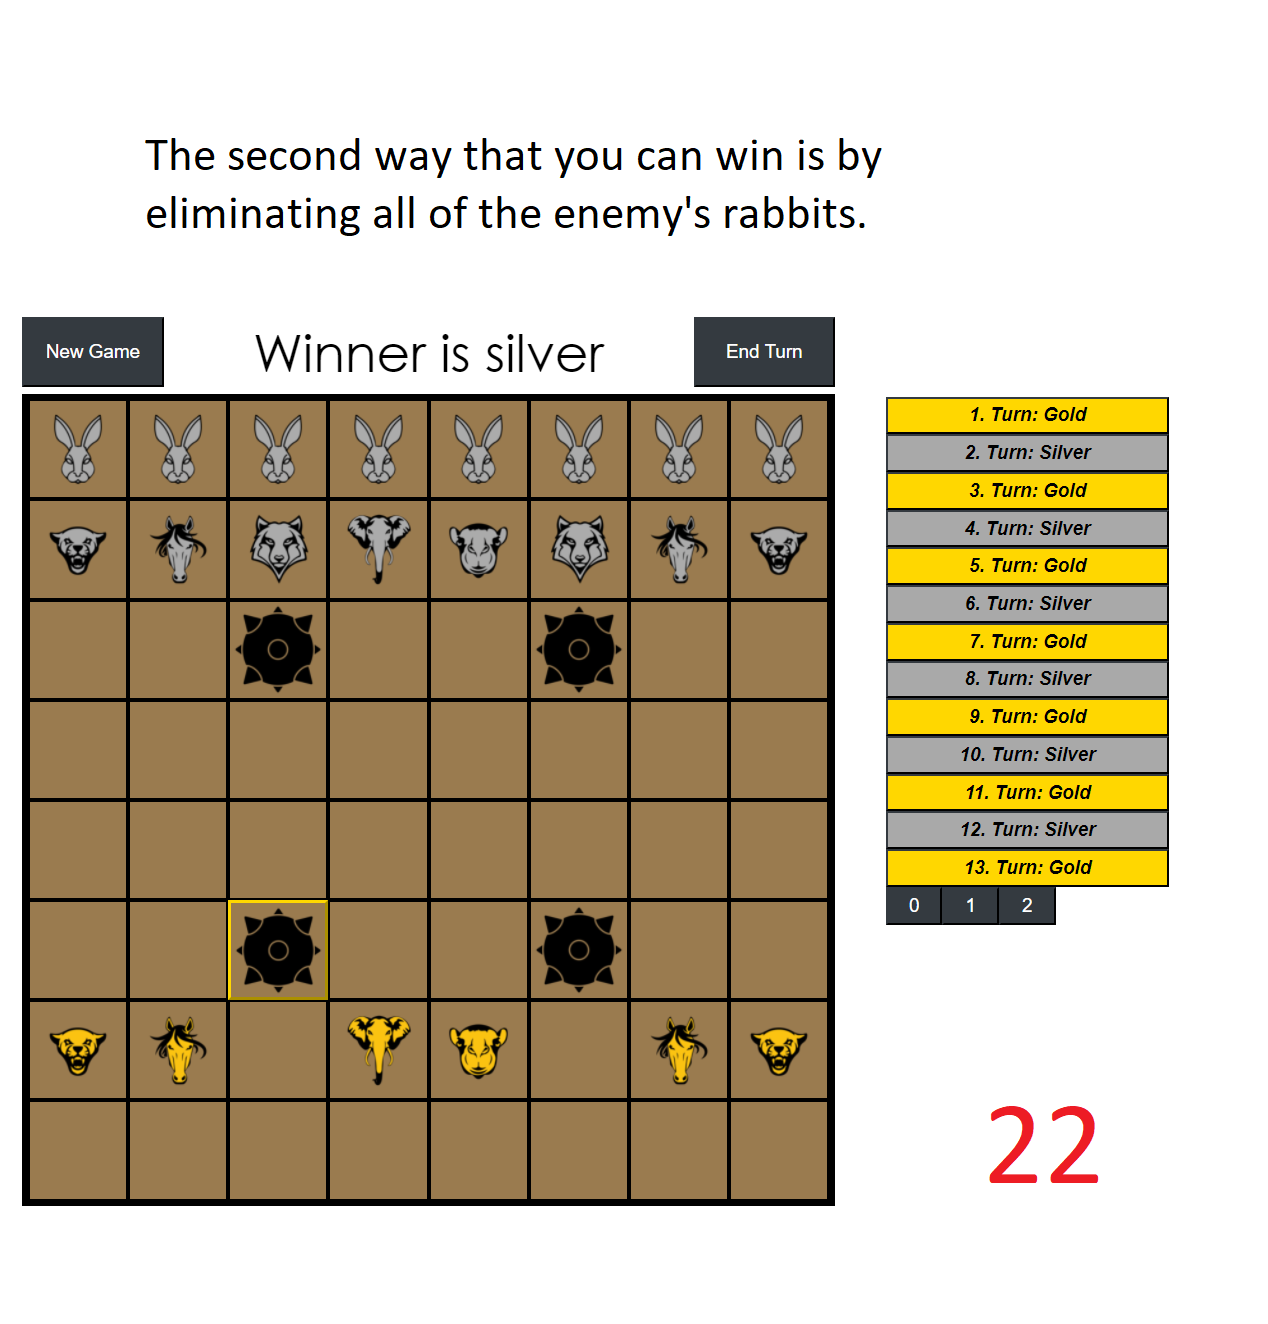 The second way that you can win is by
eliminating all of the enemy's rabbits.
New Game
Winner is silver
End Turn
1. Turn: Gold
2. Turn: Silver
3. Turn: Gold
4. Turn: Silver
5. Turn: Gold
6. Turn: Silver
7. Turn: Gold
8. Turn: Silver
9. Turn: Gold
10. Turn: Silver
11. Turn: Gold
12. Turn: Silver
13. Turn: Gold
0 1 2
22